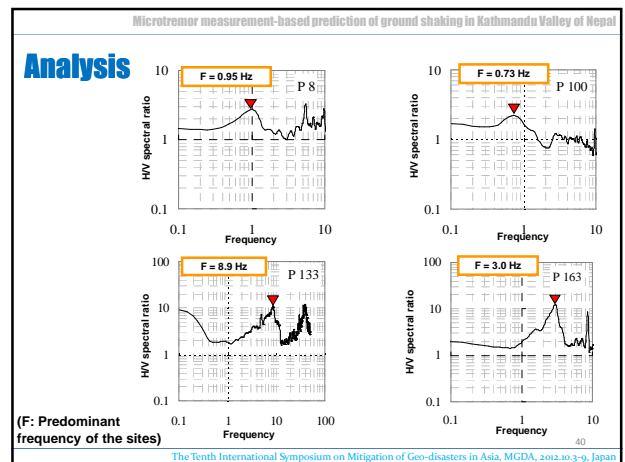 Microtremor measurement-based prediction of ground shaking in Kathmandu Valley of Nepal
Analysis
F = 0.95 Hz
P 8
10
1
0.1
H/V spectral ratio
0.1 1 10
Frequency
F = 0.73 Hz
P 100
10
1
0.1
H/V spectral ratio
0.1 1 10
Frequency
F = 8.9 Hz
P 133
100
10
1
0.1
H/V spectral ratio
0.1 1 10 100
Frequency
F = 3.0 Hz
P 163
100
10
1
0.1
H/V spectral ratio
0.1 1 10
Frequency
(F: Predominant
frequency of the sites)
40
The Tenth International Symposium on Mitigation of Geo-disasters in Asia, MGDA, 2012.10.3-9, Japan